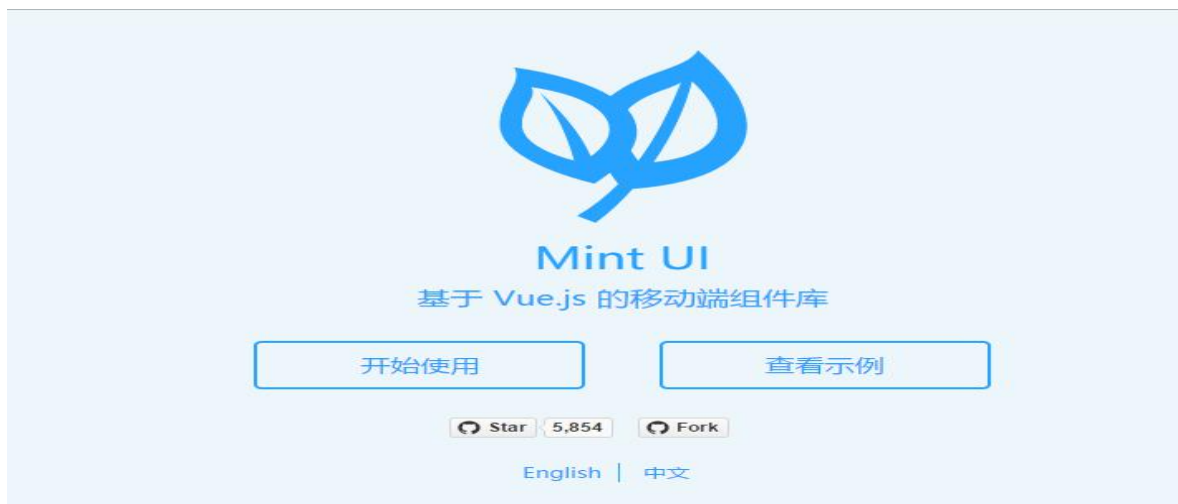 Mint UI
基于 Vue.js 的移动端组件库
开始使用 查看示例
Star 5,854 Fork
English | 中文